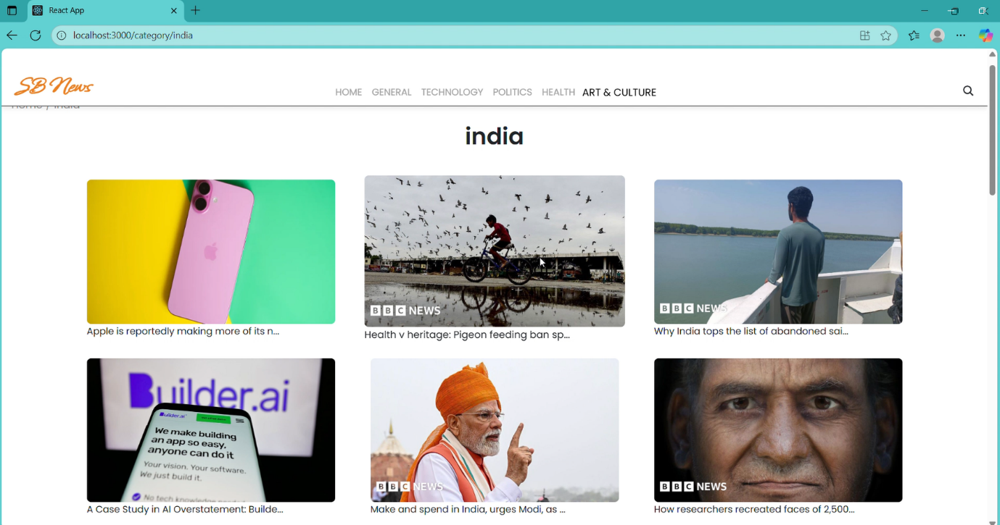 React App
localhost:3000/category/india
SB News
HOME GENERAL TECHNOLOGY POLITICS HEALTH ART & CULTURE
Home / India
india
BBC NEWS
BBC NEWS
Apple is reportedly making more of its n...
Health v heritage: Pigeon feeding ban sp...
Why India tops the list of abandoned sai...
Builder.ai
Builder.ai
We make building
an app so easy,
anyone can do it
Your vision. Your software.
We just build it.
No tech knowledge
BBC NEWS
BBC NEWS
A Case Study in AI Overstatement: Builde...
Make and spend in India, urges Modi, as ...
How researchers recreated faces of 2,500...